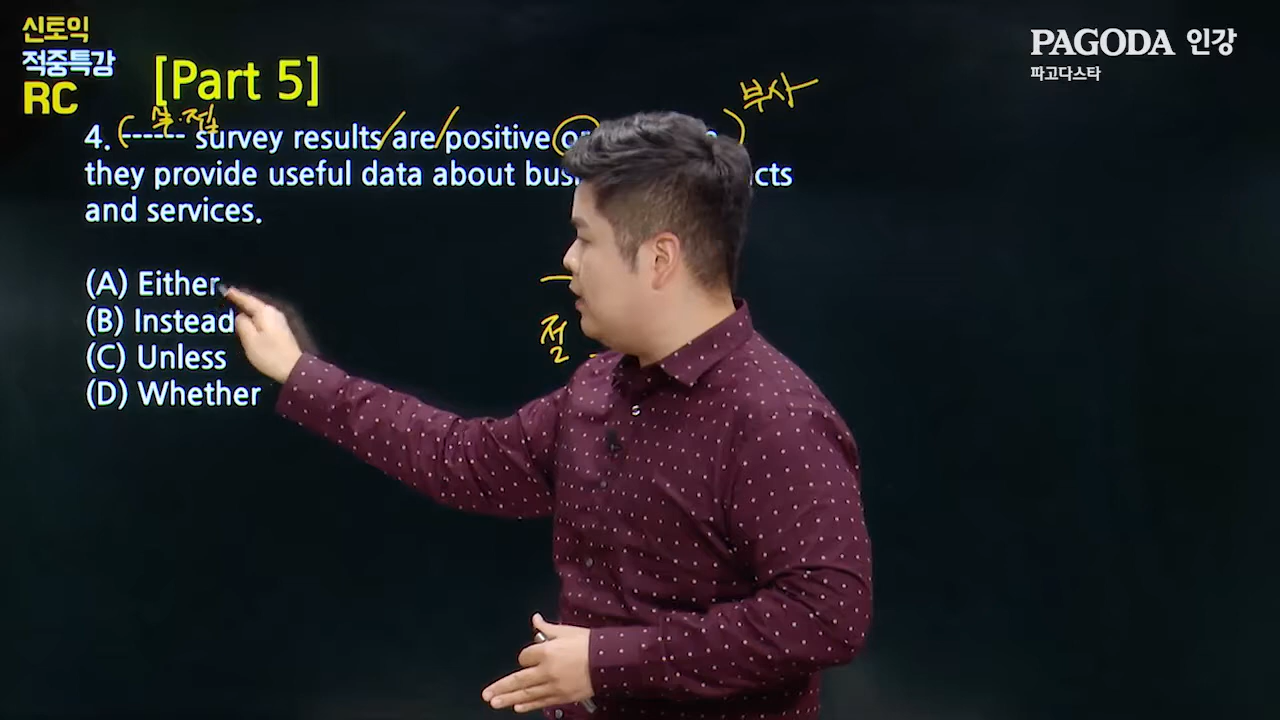 신토익
적중특강
RC
[Part 5]
PAGODA 인강
파고다스타
부사
부·접
4. ------ survey results are positive or
they provide useful data about
and services.
(A) Either
(B) Instead
(C) Unless
(D) Whether
절